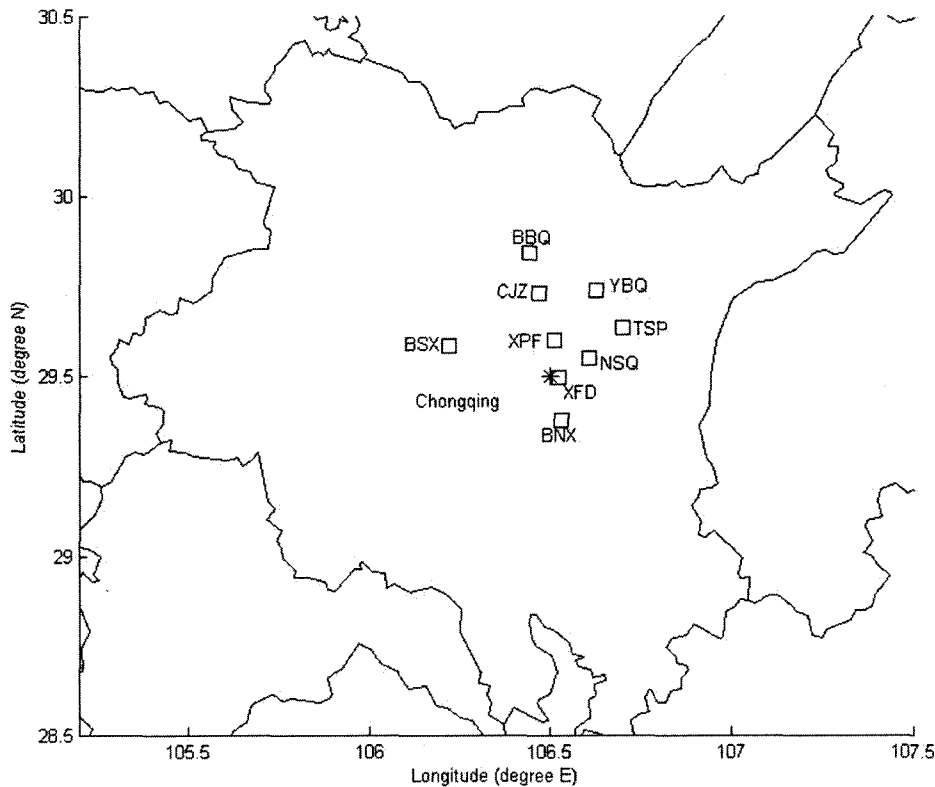 30.5
30
29.5
29
28.5
Latitude (degree N)
BBQ
CJZ
YBQ
BSX
XPF
TSP
NSQ
XFD
Chongqing
BNX
105.5
106
106.5
107
107.5
Longitude (degree E)